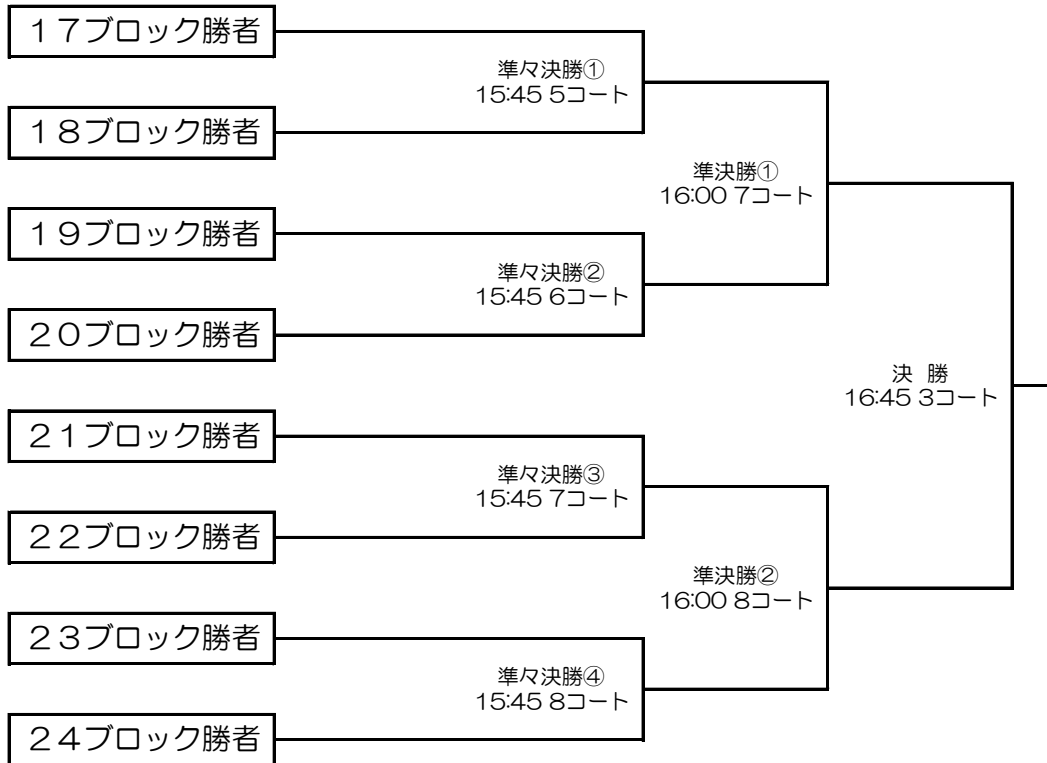 １７ブロック勝者
準々決勝①
15:45 5コート
１８ブロック勝者
準決勝①
16:00 7コート
１９ブロック勝者
準々決勝②
15:45 6コート
２０ブロック勝者
決 勝
16:45 3コート
２１ブロック勝者
準々決勝③
15:45 7コート
２２ブロック勝者
準決勝②
16:00 8コート
２３ブロック勝者
準々決勝④
15:45 8コート
２４ブロック勝者